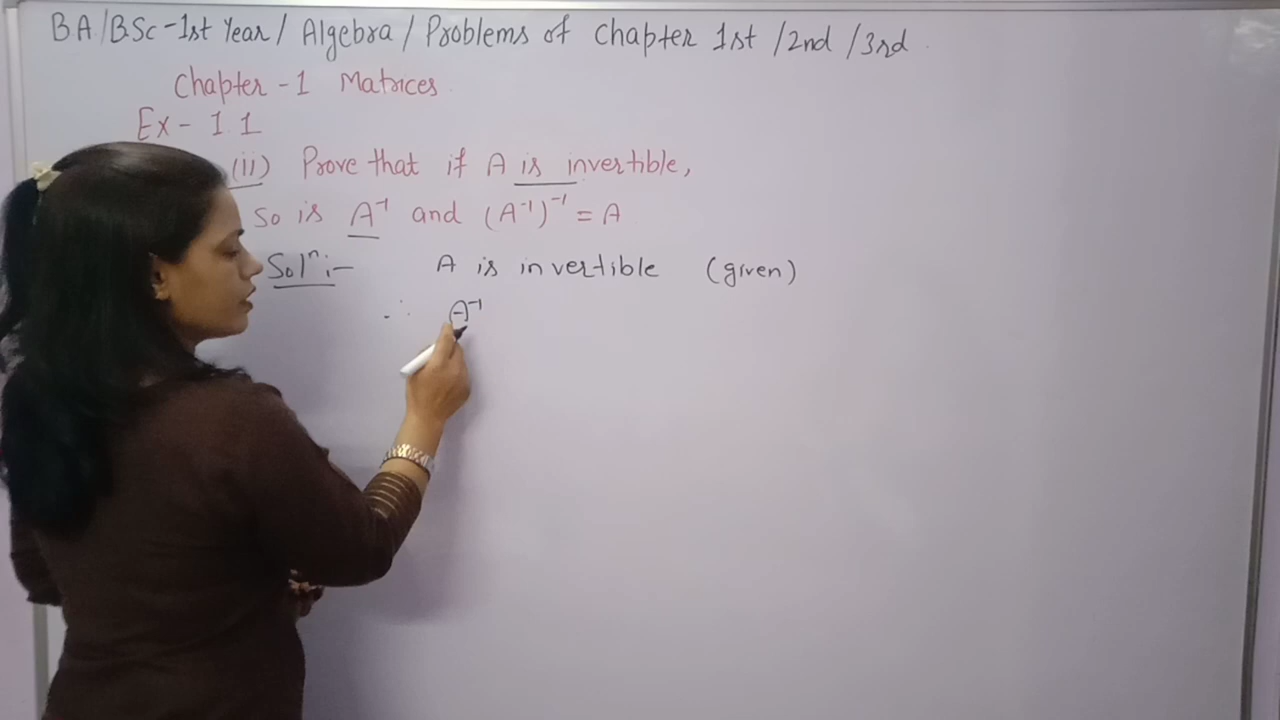 BA/BSc-1st Year/ Algebra/ Problems of Chapter 1st /2nd /3rd
Chapter - 1 Matrices
Ex - 1.1
(ii) Prove that if A is invertible,
So is A⁻¹ and (A⁻¹)⁻¹ = A
Solⁿ:- A is invertible (given)
∴ A⁻¹